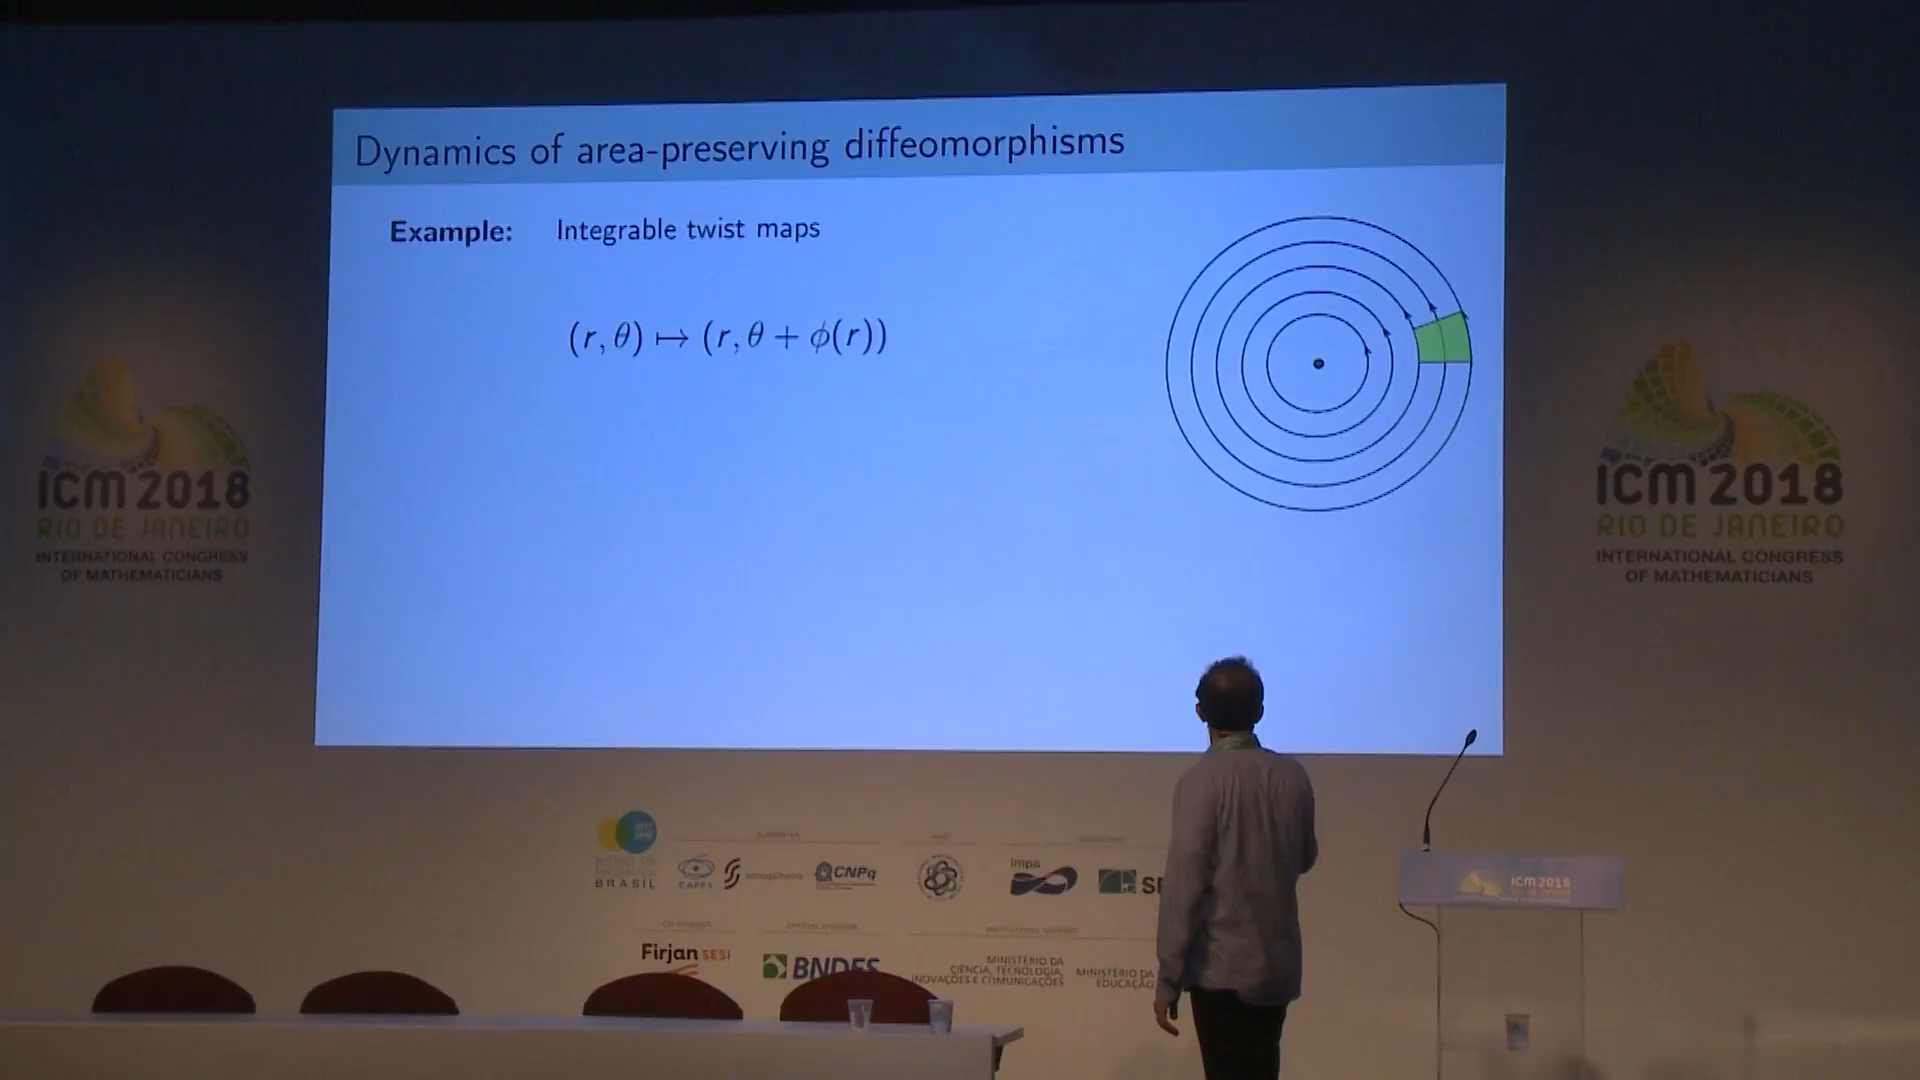 Dynamics of area-preserving diffeomorphisms
Example: Integrable twist maps
(r, θ) ↦ (r, θ + ϕ(r))
ICM 2018
RIO DE JANEIRO
INTERNATIONAL CONGRESS
OF MATHEMATICIANS
ICM 2018
RIO DE JANEIRO
INTERNATIONAL CONGRESS
OF MATHEMATICIANS
BRASIL
CAPES
CNPq
impa
Firjan SESI
BNDES
MINISTÉRIO DA
CIÊNCIA, TECNOLOGIA,
INOVAÇÕES E COMUNICAÇÕES
MINISTÉRIO DA
EDUCAÇÃO
ICM 2018